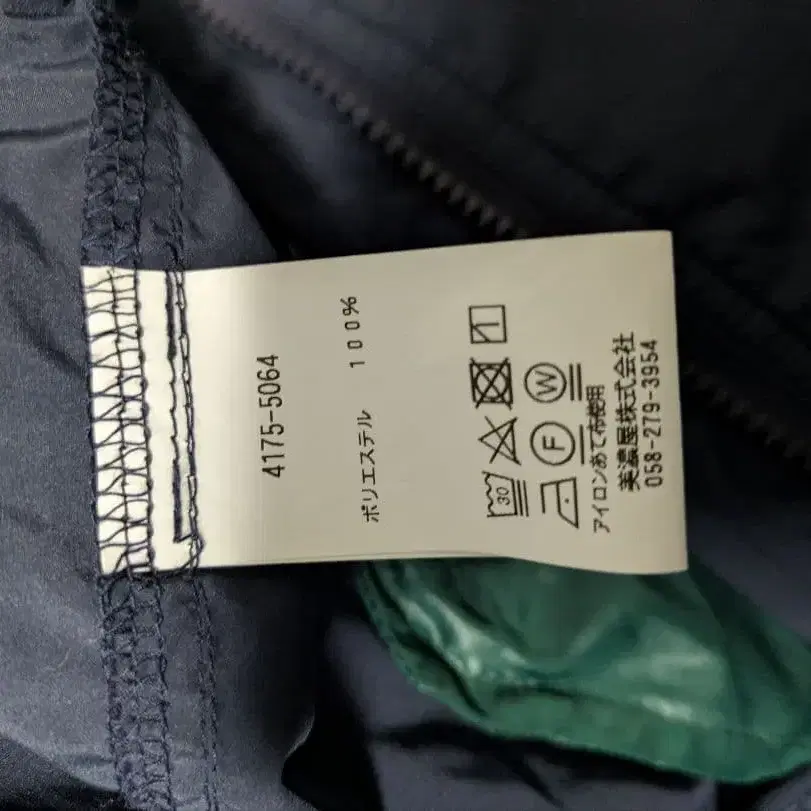 4175-5064
ポリエステル 100%
30
F W
アイロンあて布使用
美濃屋株式会社
058-279-3954